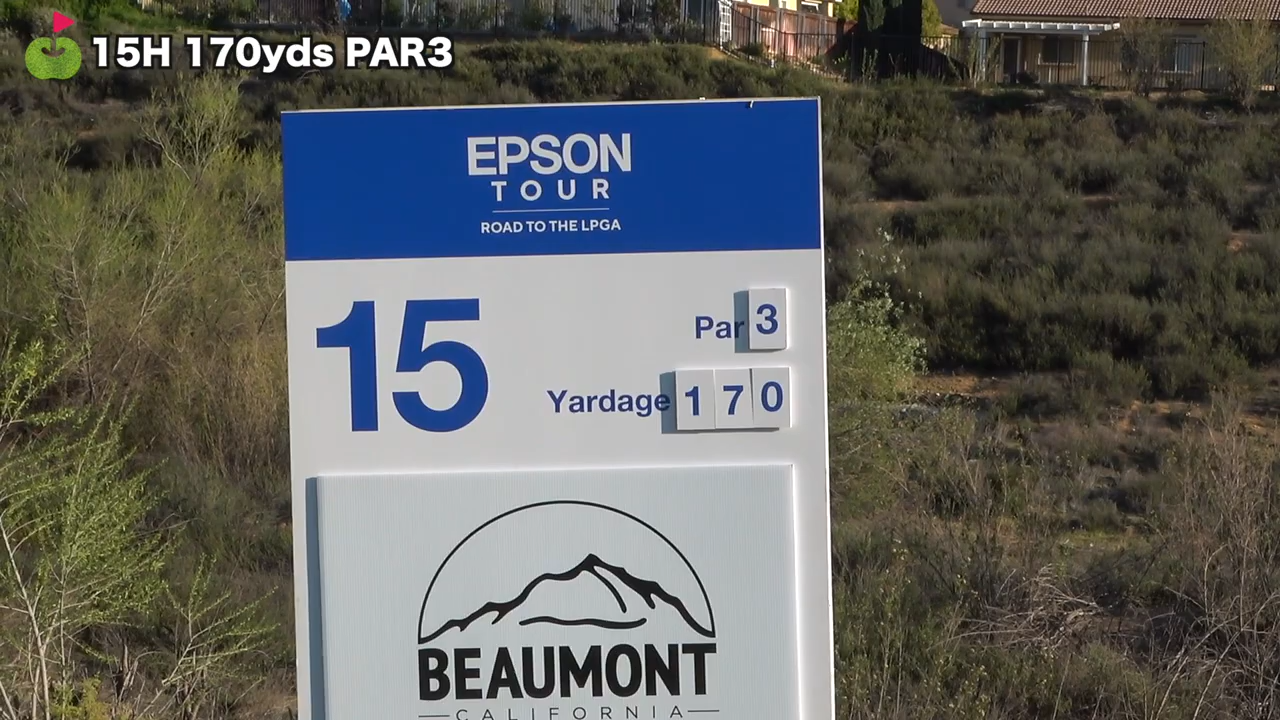 15H 170yds PAR3
EPSON
TOUR
ROAD TO THE LPGA
15
Par 3
Yardage 170
BEAUMONT
CALIFORNIA